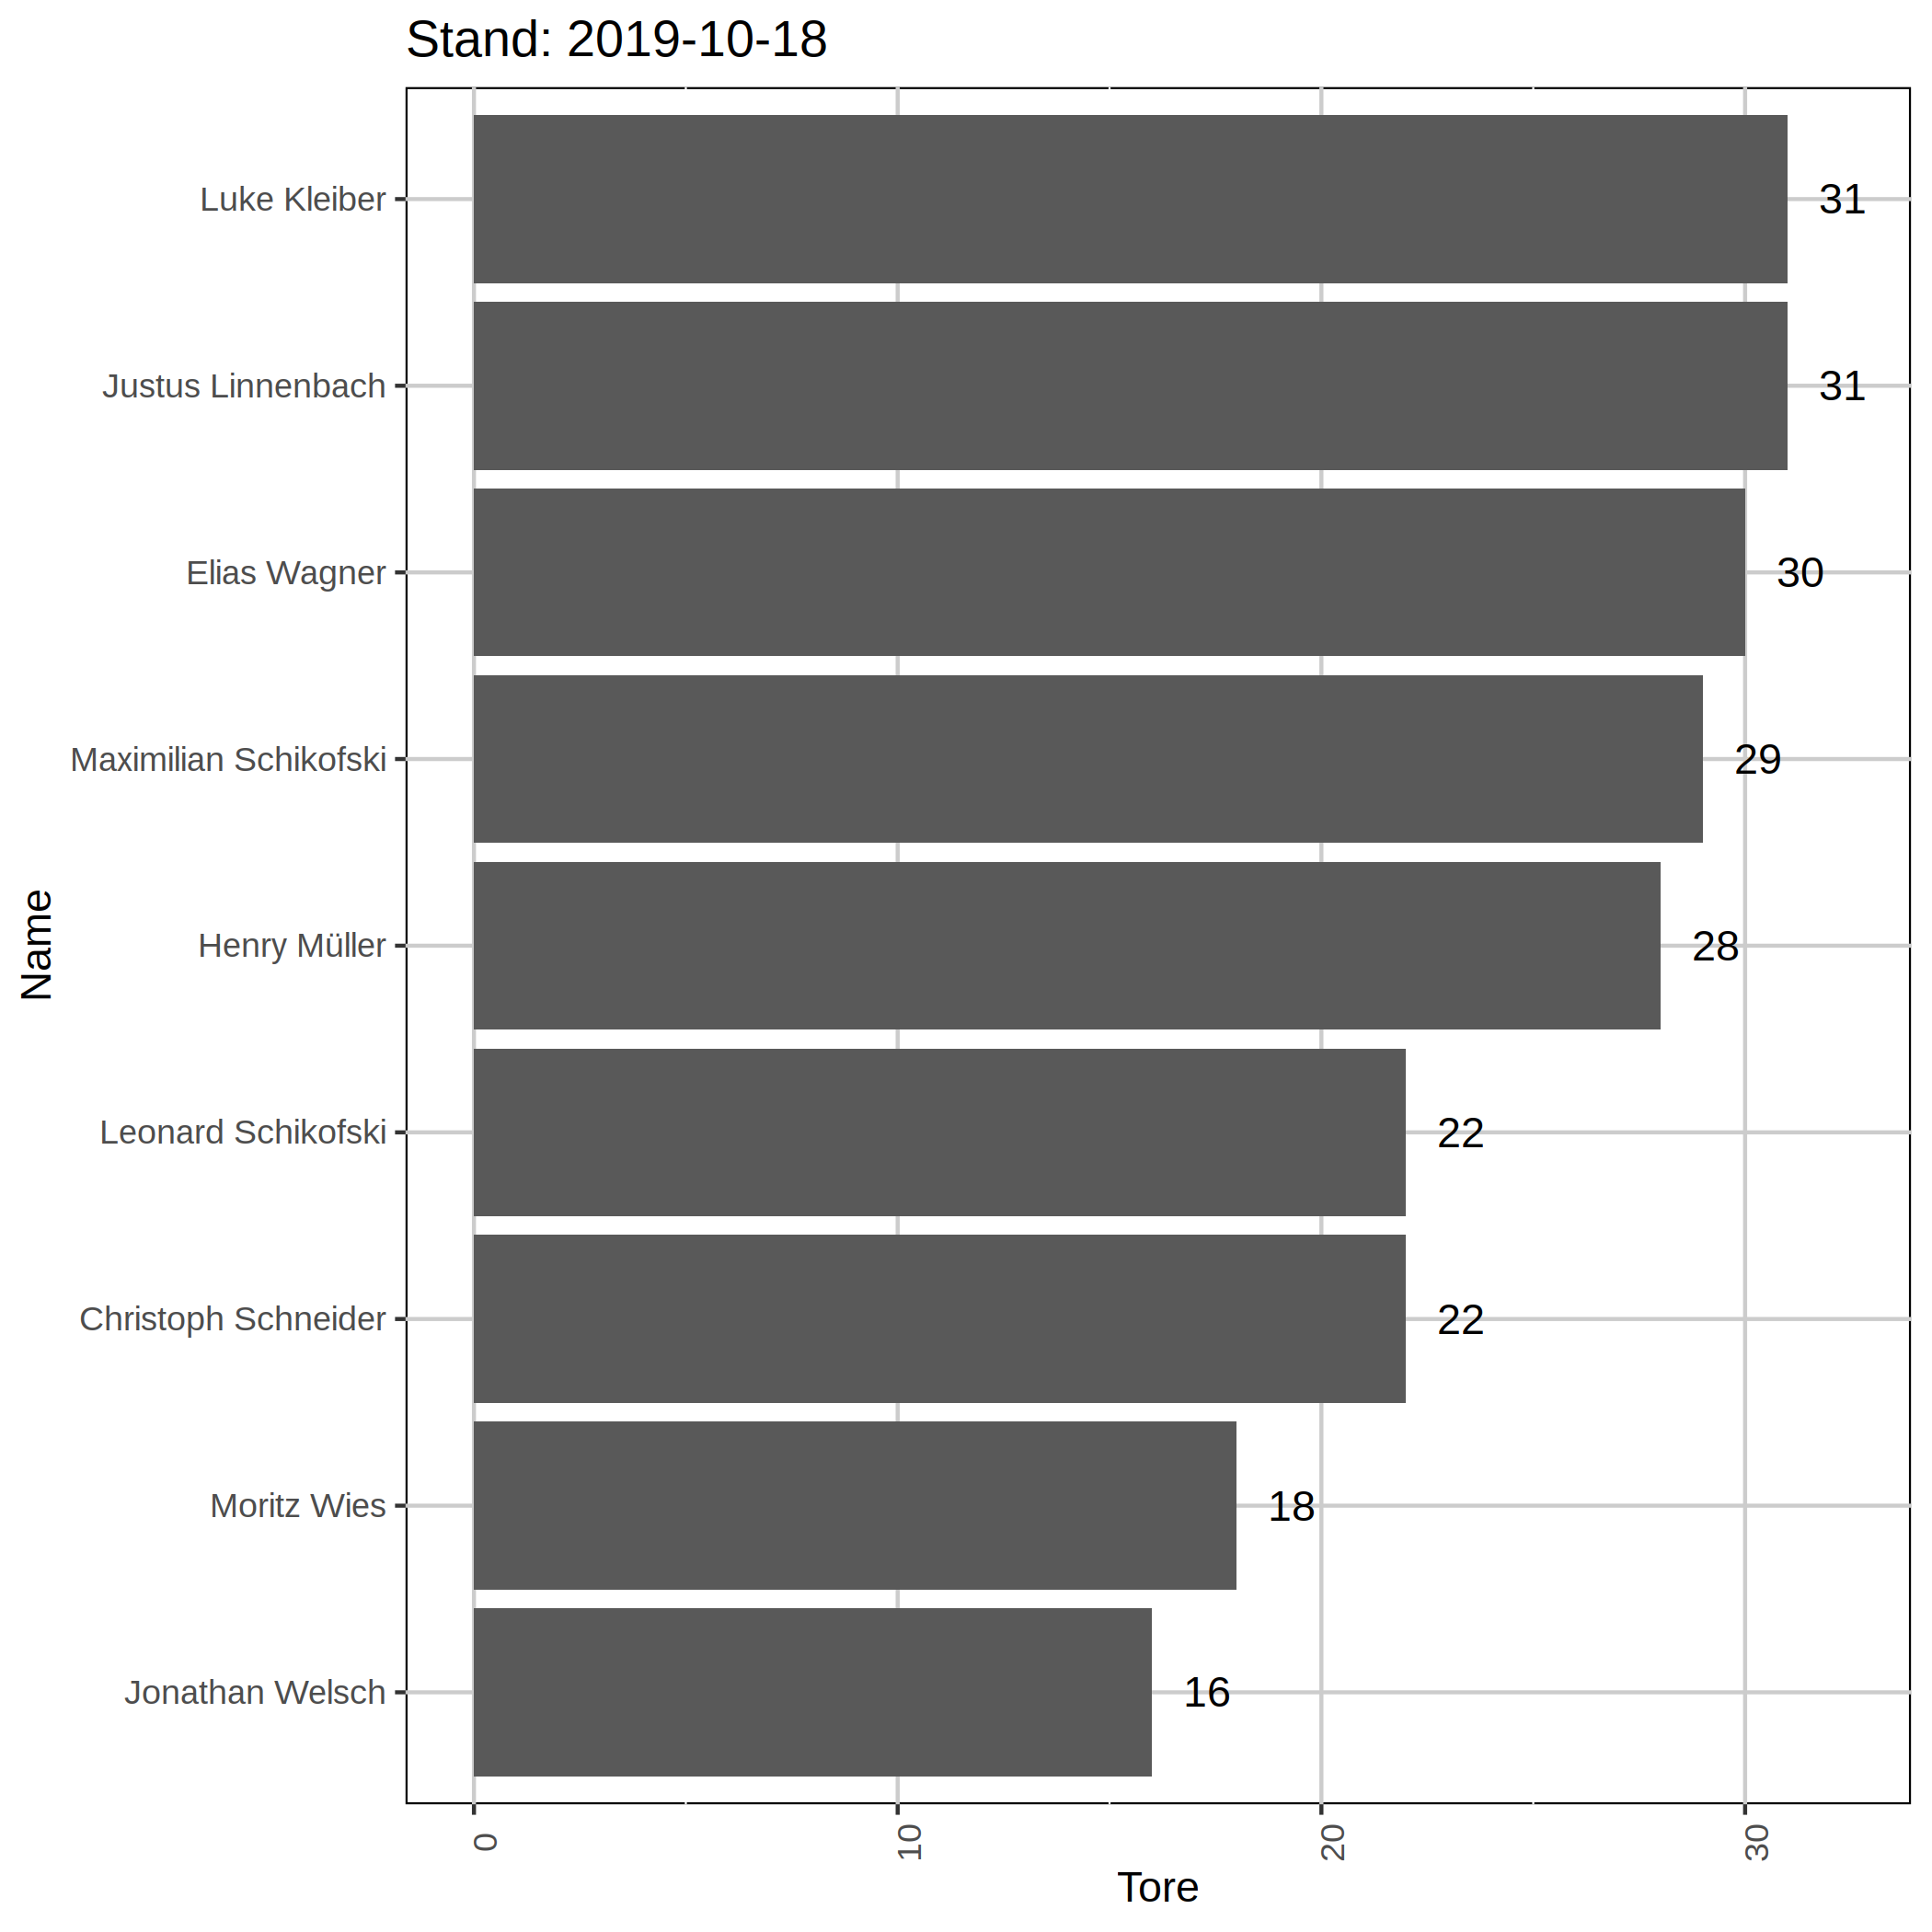 Stand: 2019-10-18
Luke Kleiber 31
Justus Linnenbach 31
Elias Wagner 30
Maximilian Schikofski 29
Henry Müller 28
Leonard Schikofski 22
Christoph Schneider 22
Moritz Wies 18
Jonathan Welsch 16
Name
0 10 20 30
Tore